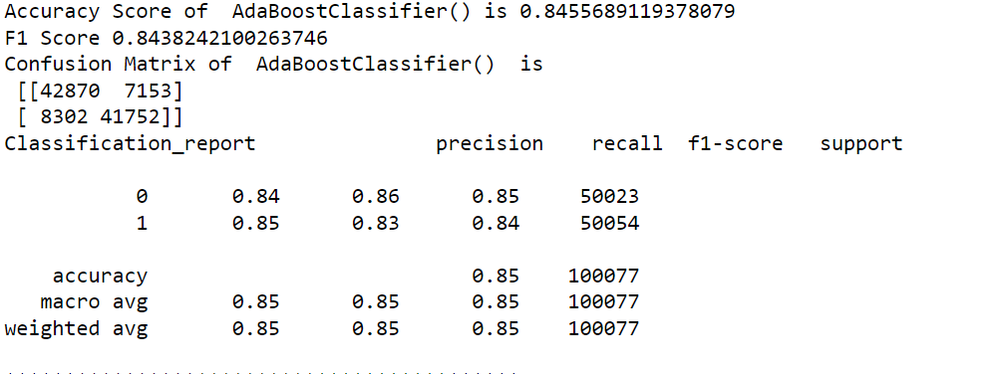 Accuracy Score of  AdaBoostClassifier() is 0.8455689119378079
F1 Score 0.8438242100263746
Confusion Matrix of  AdaBoostClassifier()  is
 [[42870  7153]
 [ 8302 41752]]
Classification_report               precision    recall  f1-score   support

           0       0.84      0.86      0.85     50023
           1       0.85      0.83      0.84     50054

    accuracy                           0.85    100077
   macro avg       0.85      0.85      0.85    100077
weighted avg       0.85      0.85      0.85    100077